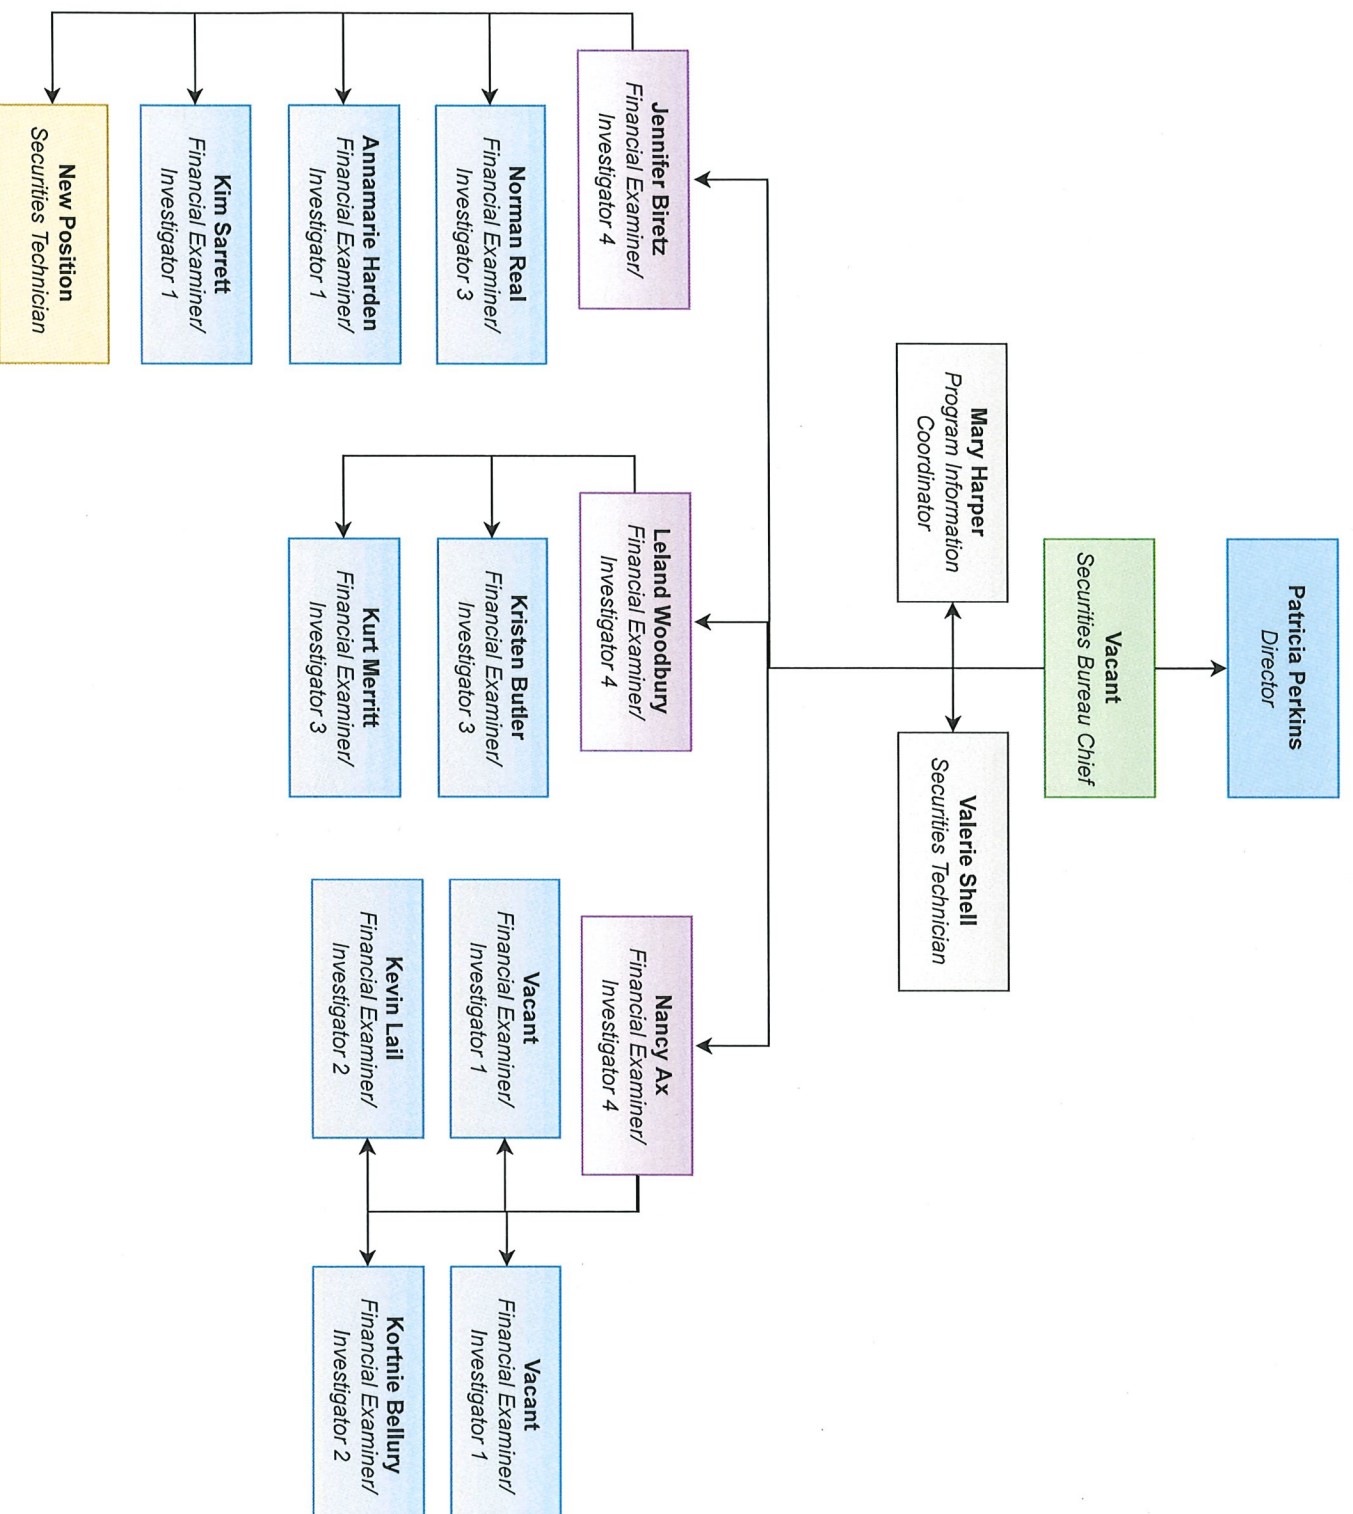 Patricia Perkins
Director
Vacant
Securities Bureau Chief
Mary Harper
Program Information
Coordinator
Valerie Shell
Securities Technician
Jennifer Biretz
Financial Examiner/
Investigator 4
Norman Real
Financial Examiner/
Investigator 3
Annamarie Harden
Financial Examiner/
Investigator 1
Kim Sarrett
Financial Examiner/
Investigator 1
New Position
Securities Technician
Leland Woodbury
Financial Examiner/
Investigator 4
Kristen Butler
Financial Examiner/
Investigator 3
Kurt Merritt
Financial Examiner/
Investigator 3
Nancy Ax
Financial Examiner/
Investigator 4
Vacant
Financial Examiner/
Investigator 1
Vacant
Financial Examiner/
Investigator 1
Kevin Lail
Financial Examiner/
Investigator 2
Kortnie Bellury
Financial Examiner/
Investigator 2